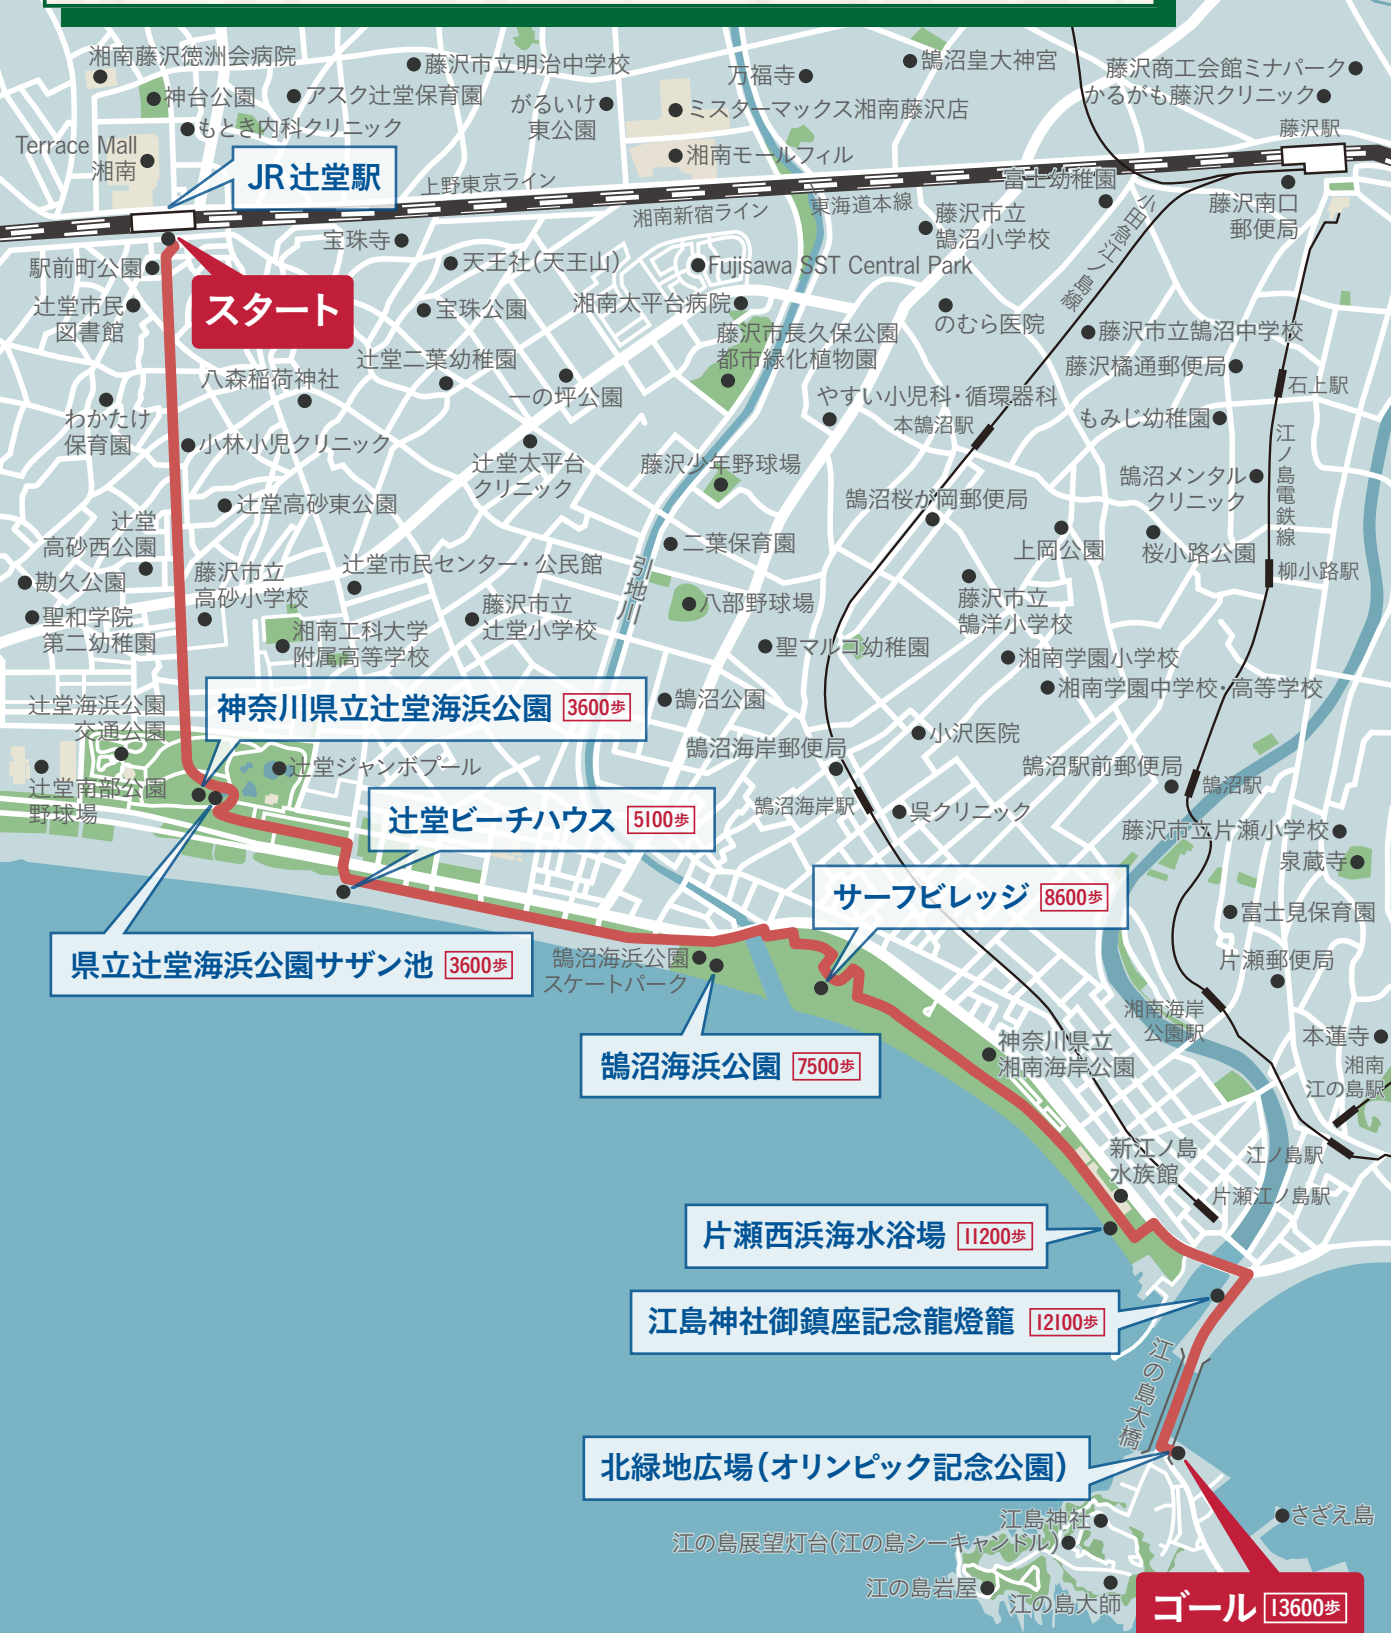 湘南藤沢徳洲会病院
神台公園
アスク辻堂保育園
藤沢市立明治中学校
がるいけ
東公園
万福寺
ミスターマックス湘南藤沢店
湘南モールフィル
鵠沼皇大神宮
藤沢商工会館ミナパーク
かるがも藤沢クリニック
藤沢駅
もとき内科クリニック
Terrace Mall
湘南
JR辻堂駅
上野東京ライン
湘南新宿ライン
東海道本線
富士幼稚園
小田急江ノ島線
藤沢南口
郵便局
藤沢市立
鵠沼小学校
宝珠寺
駅前町公園
スタート
天王社(天王山)
Fujisawa SST Central Park
辻堂市民
図書館
宝珠公園
湘南太平台病院
藤沢市長久保公園
都市緑化植物園
のむら医院
藤沢市立鵠沼中学校
藤沢橘通郵便局
石上駅
八森稲荷神社
辻堂二葉幼稚園
一の坪公園
やすい小児科・循環器科
本鵠沼駅
もみじ幼稚園
江ノ島電鉄線
わかたけ
保育園
小林小児クリニック
辻堂太平台
クリニック
藤沢少年野球場
鵠沼メンタル
クリニック
鵠沼桜が岡郵便局
辻堂高砂東公園
辻堂
高砂西公園
二葉保育園
上岡公園
桜小路公園
柳小路駅
勘久公園
藤沢市立
高砂小学校
辻堂市民センター・公民館
引地川
八部野球場
藤沢市立
鵠洋小学校
聖和学院
第二幼稚園
湘南工科大学
附属高等学校
藤沢市立
辻堂小学校
聖マルコ幼稚園
湘南学園小学校
湘南学園中学校・高等学校
神奈川県立辻堂海浜公園 3600歩
鵠沼公園
辻堂海浜公園
交通公園
小沢医院
鵠沼海岸郵便局
鵠沼駅前郵便局
鵠沼駅
辻堂ジャンボプール
辻堂南部公園
野球場
鵠沼海岸駅
呉クリニック
辻堂ビーチハウス 5100歩
藤沢市立片瀬小学校
泉蔵寺
サーフビレッジ 8600歩
富士見保育園
県立辻堂海浜公園サザン池 3600歩
鵠沼海浜公園
スケートパーク
片瀬郵便局
湘南海岸
公園駅
本蓮寺
鵠沼海浜公園 7500歩
神奈川県立
湘南海岸公園
湘南
江の島駅
新江ノ島
水族館
江ノ島駅
片瀬江ノ島駅
片瀬西浜海水浴場 11200歩
江島神社御鎮座記念龍燈籠 12100歩
江の島大橋
北緑地広場(オリンピック記念公園)
江島神社
さざえ島
江の島展望灯台(江の島シーキャンドル)
江の島岩屋
江の島大師
ゴール 13600歩